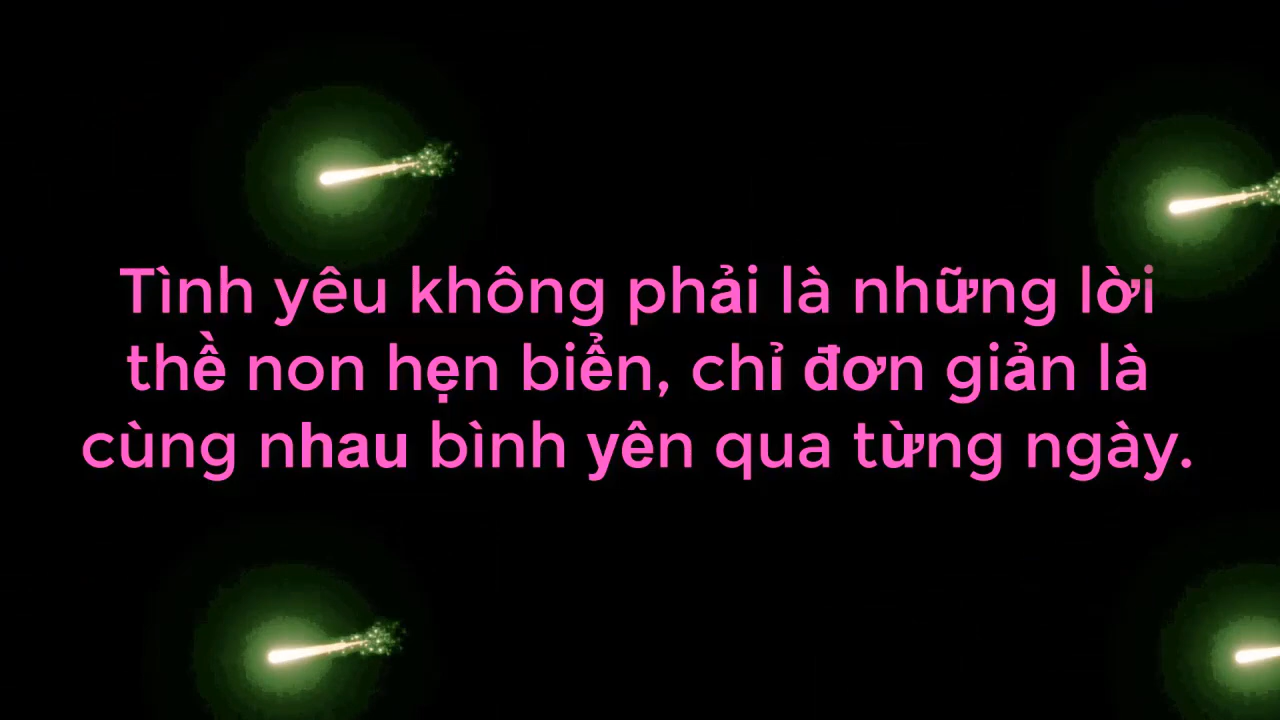 Tình yêu không phải là những lời
thề non hẹn biển, chỉ đơn giản là
cùng nhau bình yên qua từng ngày.